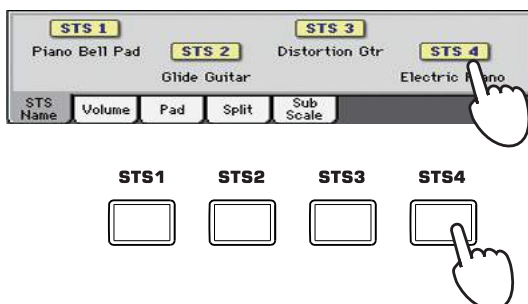 STS 1
STS 3
Piano Bell Pad
STS 2
Distortion Gtr
STS 4
Glide Guitar
Electric
STS Name
Volume
Pad
Split
Sub Scale
STS1
STS2
STS3
STS4